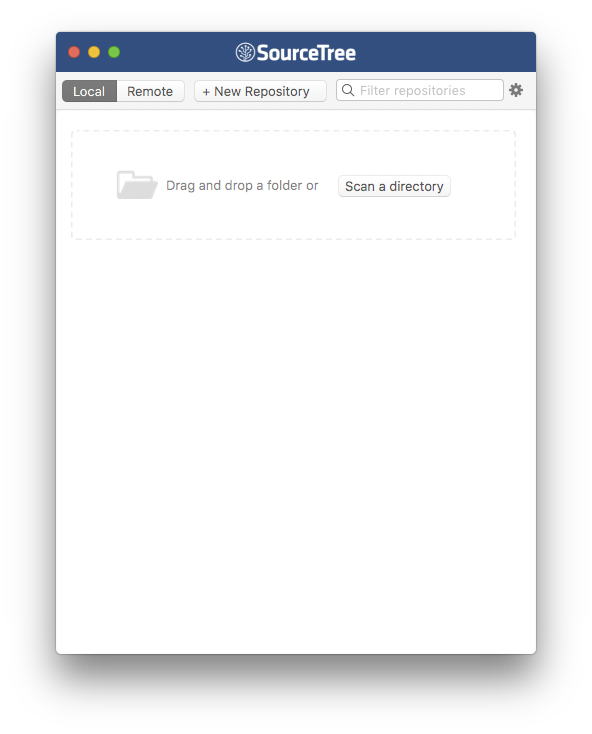 SourceTree
Local Remote + New Repository Filter repositories
Drag and drop a folder or Scan a directory